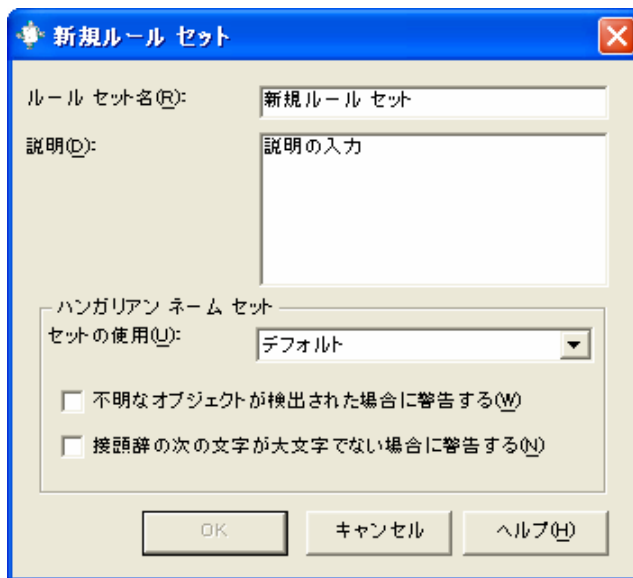 新規ルール セット
ルール セット名(R):
新規ルール セット
説明(D):
説明の入力
ハンガリアン ネーム セット
セットの使用(U):
デフォルト
不明なオブジェクトが検出された場合に警告する(W)
接頭辞の次の文字が大文字でない場合に警告する(N)
OK
キャンセル
ヘルプ(H)